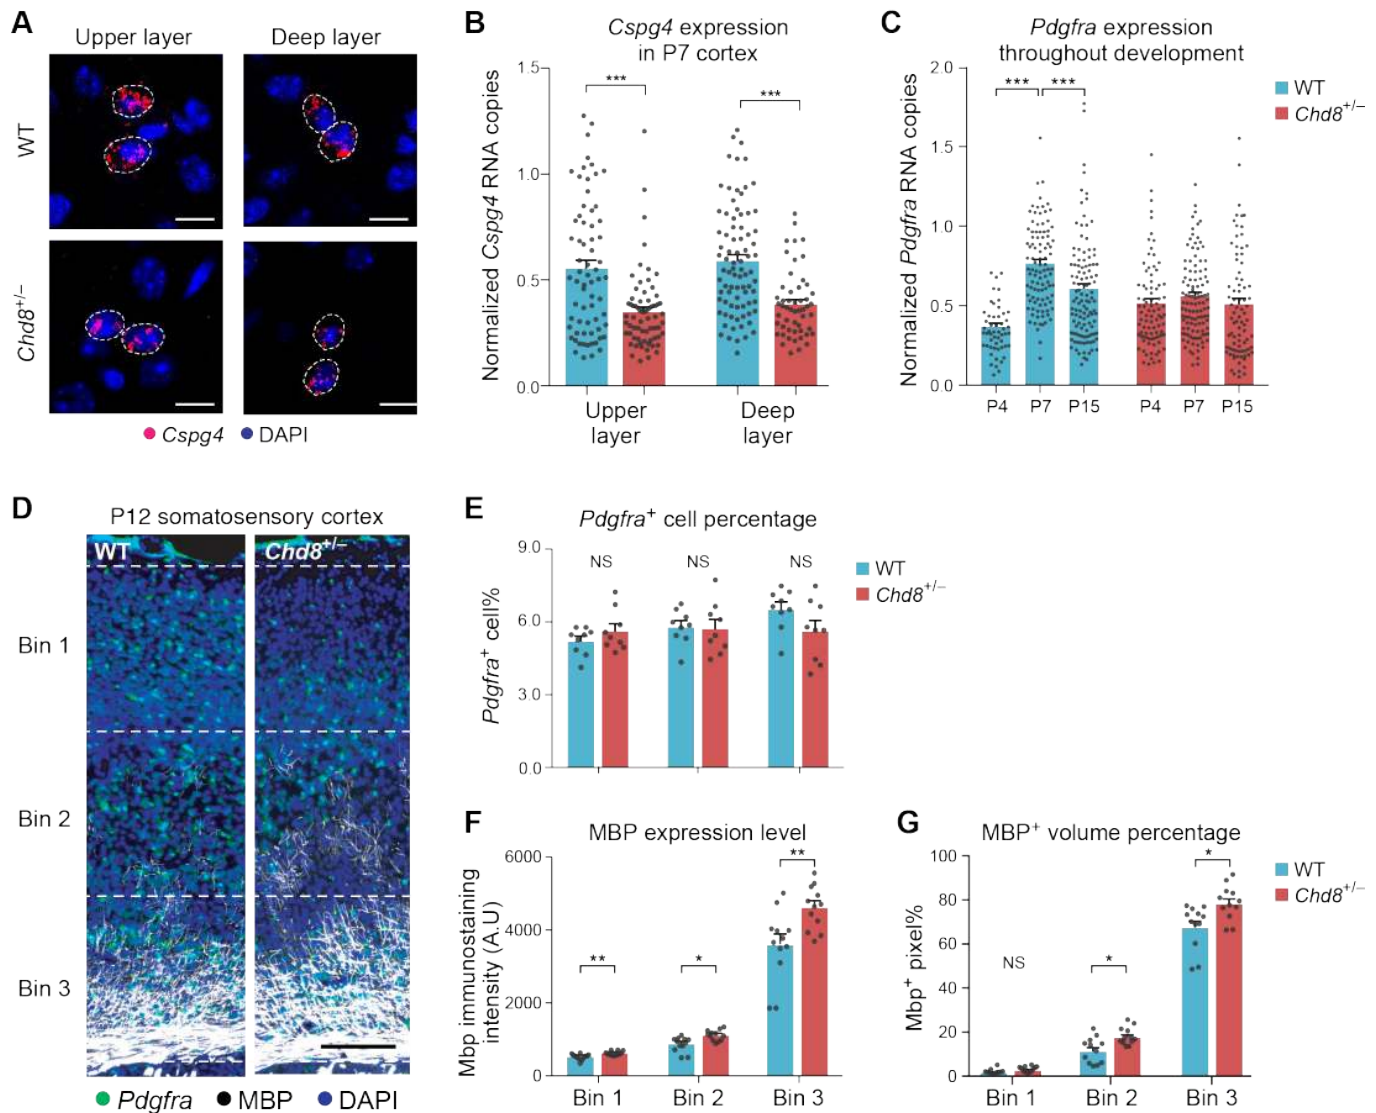 A
Upper layer
Deep layer
WT
Chd8+/–
Cspg4
DAPI
B
Cspg4 expression
in P7 cortex
Normalized Cspg4 RNA copies
1.5
1.0
0.5
0.0
***
***
Upper
layer
Deep
layer
C
Pdgfra expression
throughout development
Normalized Pdgfra RNA copies
2.0
1.5
1.0
0.5
0.0
*** ***
P4 P7 P15 P4 P7 P15
WT
Chd8+/–
D
P12 somatosensory cortex
WT
Chd8+/–
Bin 1
Bin 2
Bin 3
Pdgfra
MBP
DAPI
E
Pdgfra+ cell percentage
Pdgfra+ cell%
9.0
6.0
3.0
0.0
NS NS NS
WT
Chd8+/–
F
MBP expression level
Mbp immunostaining
intensity (A.U)
6000
4000
2000
0
**
*
**
Bin 1 Bin 2 Bin 3
G
MBP+ volume percentage
Mbp+ pixel%
100
80
60
40
20
0
NS
*
*
Bin 1 Bin 2 Bin 3
WT
Chd8+/–